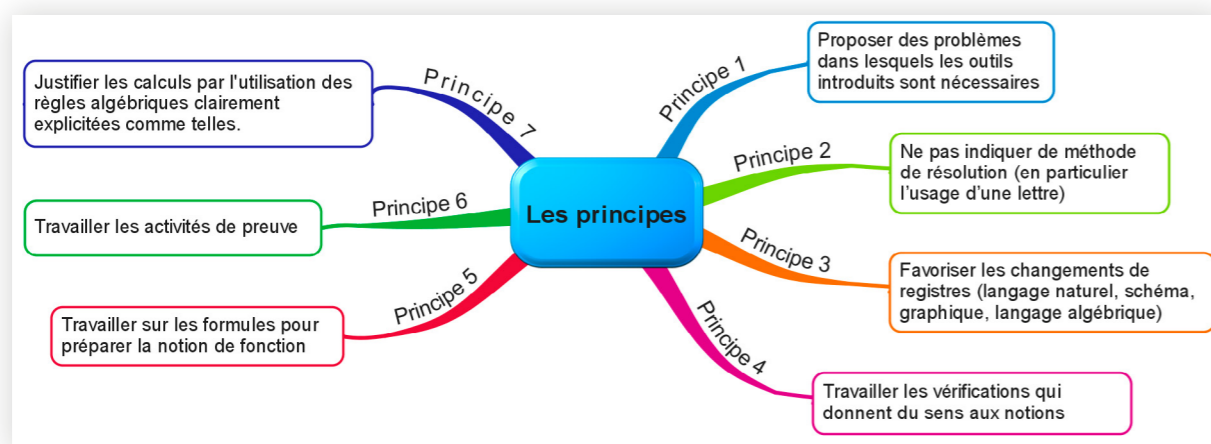 Les principes
Principe 1
Proposer des problèmes
dans lesquels les outils
introduits sont nécessaires
Principe 2
Ne pas indiquer de méthode
de résolution (en particulier
l'usage d'une lettre)
Principe 3
Favoriser les changements de
registres (langage naturel, schéma,
graphique, langage algébrique)
Principe 4
Travailler les vérifications qui
donnent du sens aux notions
Principe 5
Travailler sur les formules pour
préparer la notion de fonction
Principe 6
Travailler les activités de preuve
Principe 7
Justifier les calculs par l'utilisation des
règles algébriques clairement
explicitées comme telles.